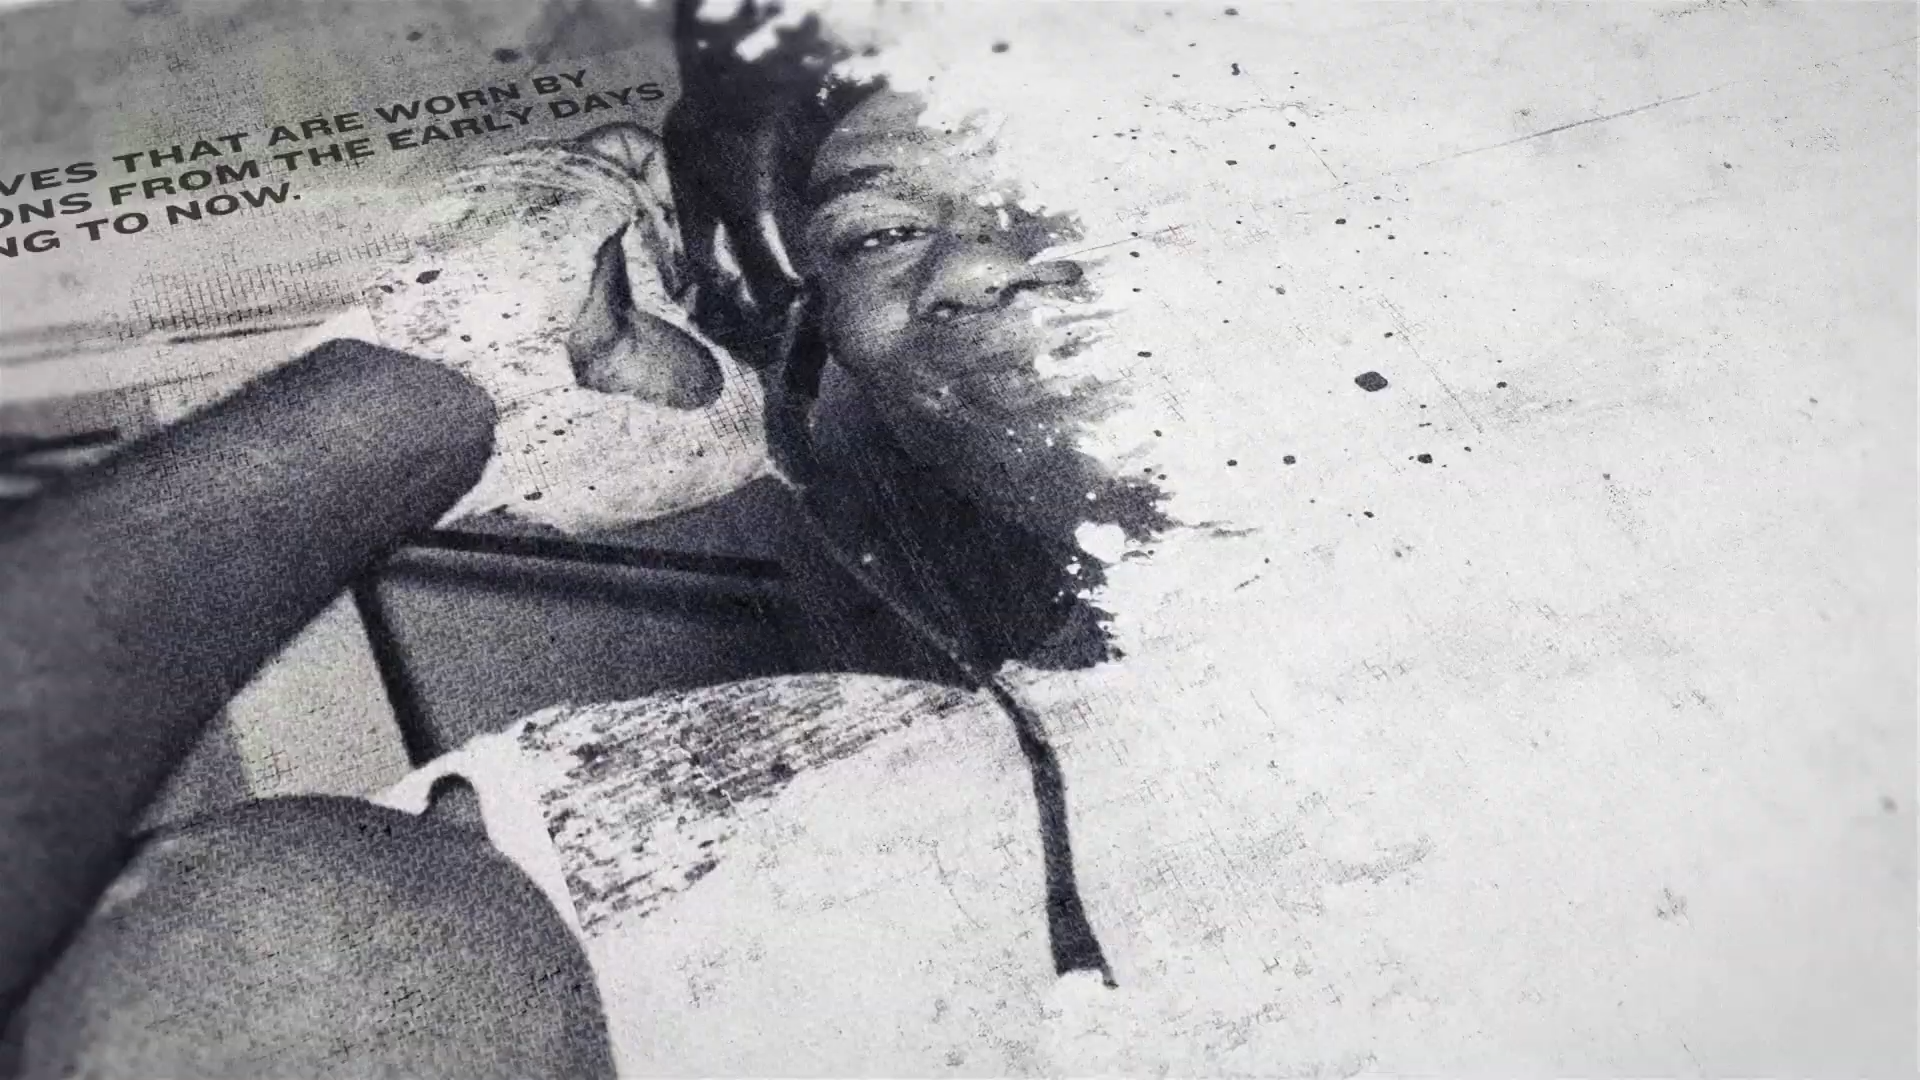 VES THAT ARE WORN BY
ONS FROM THE EARLY DAYS
NG TO NOW.